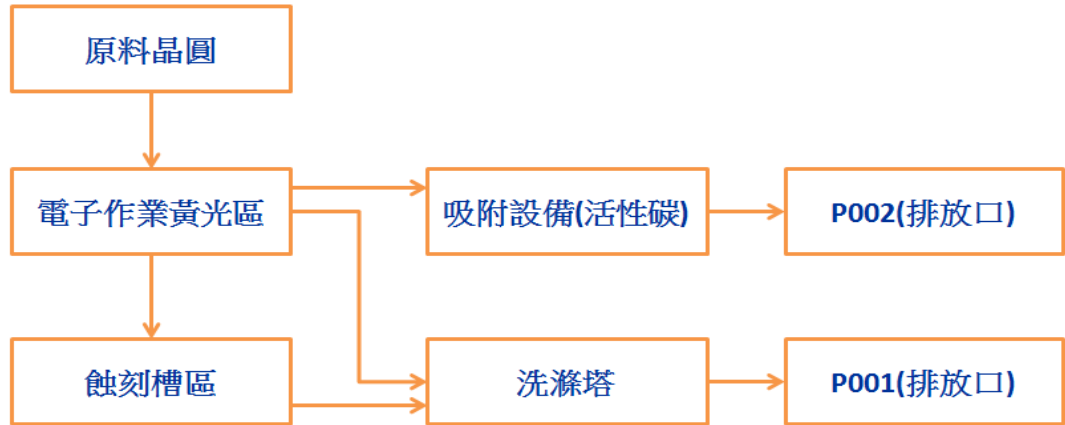 原料晶圓
電子作業黃光區
吸附設備(活性碳)
P002(排放口)
蝕刻槽區
洗滌塔
P001(排放口)